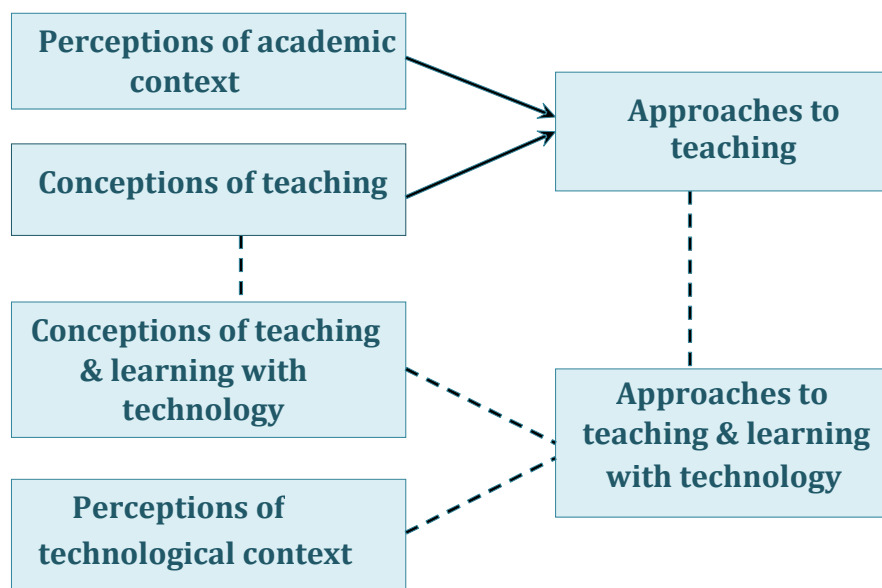 Perceptions of academic
context
Conceptions of teaching
Conceptions of teaching
& learning with
technology
Perceptions of
technological context
Approaches to
teaching
Approaches to
teaching & learning
with technology